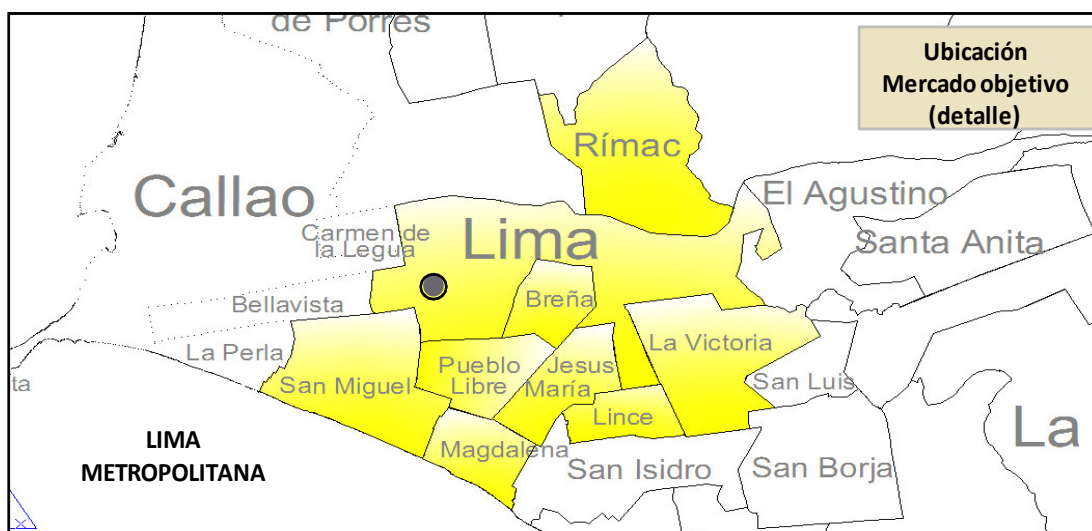 de Porres
Ubicación
Mercado objetivo
(detalle)
Rímac
Callao
El Agustino
Carmen de
la Legua
Lima
Santa Anita
Bellavista
Breña
La Perla
La Victoria
Pueblo
Libre
Jesus
María
San Miguel
San Luis
ta
Lince
La
LIMA
METROPOLITANA
Magdalena
San Isidro
San Borja